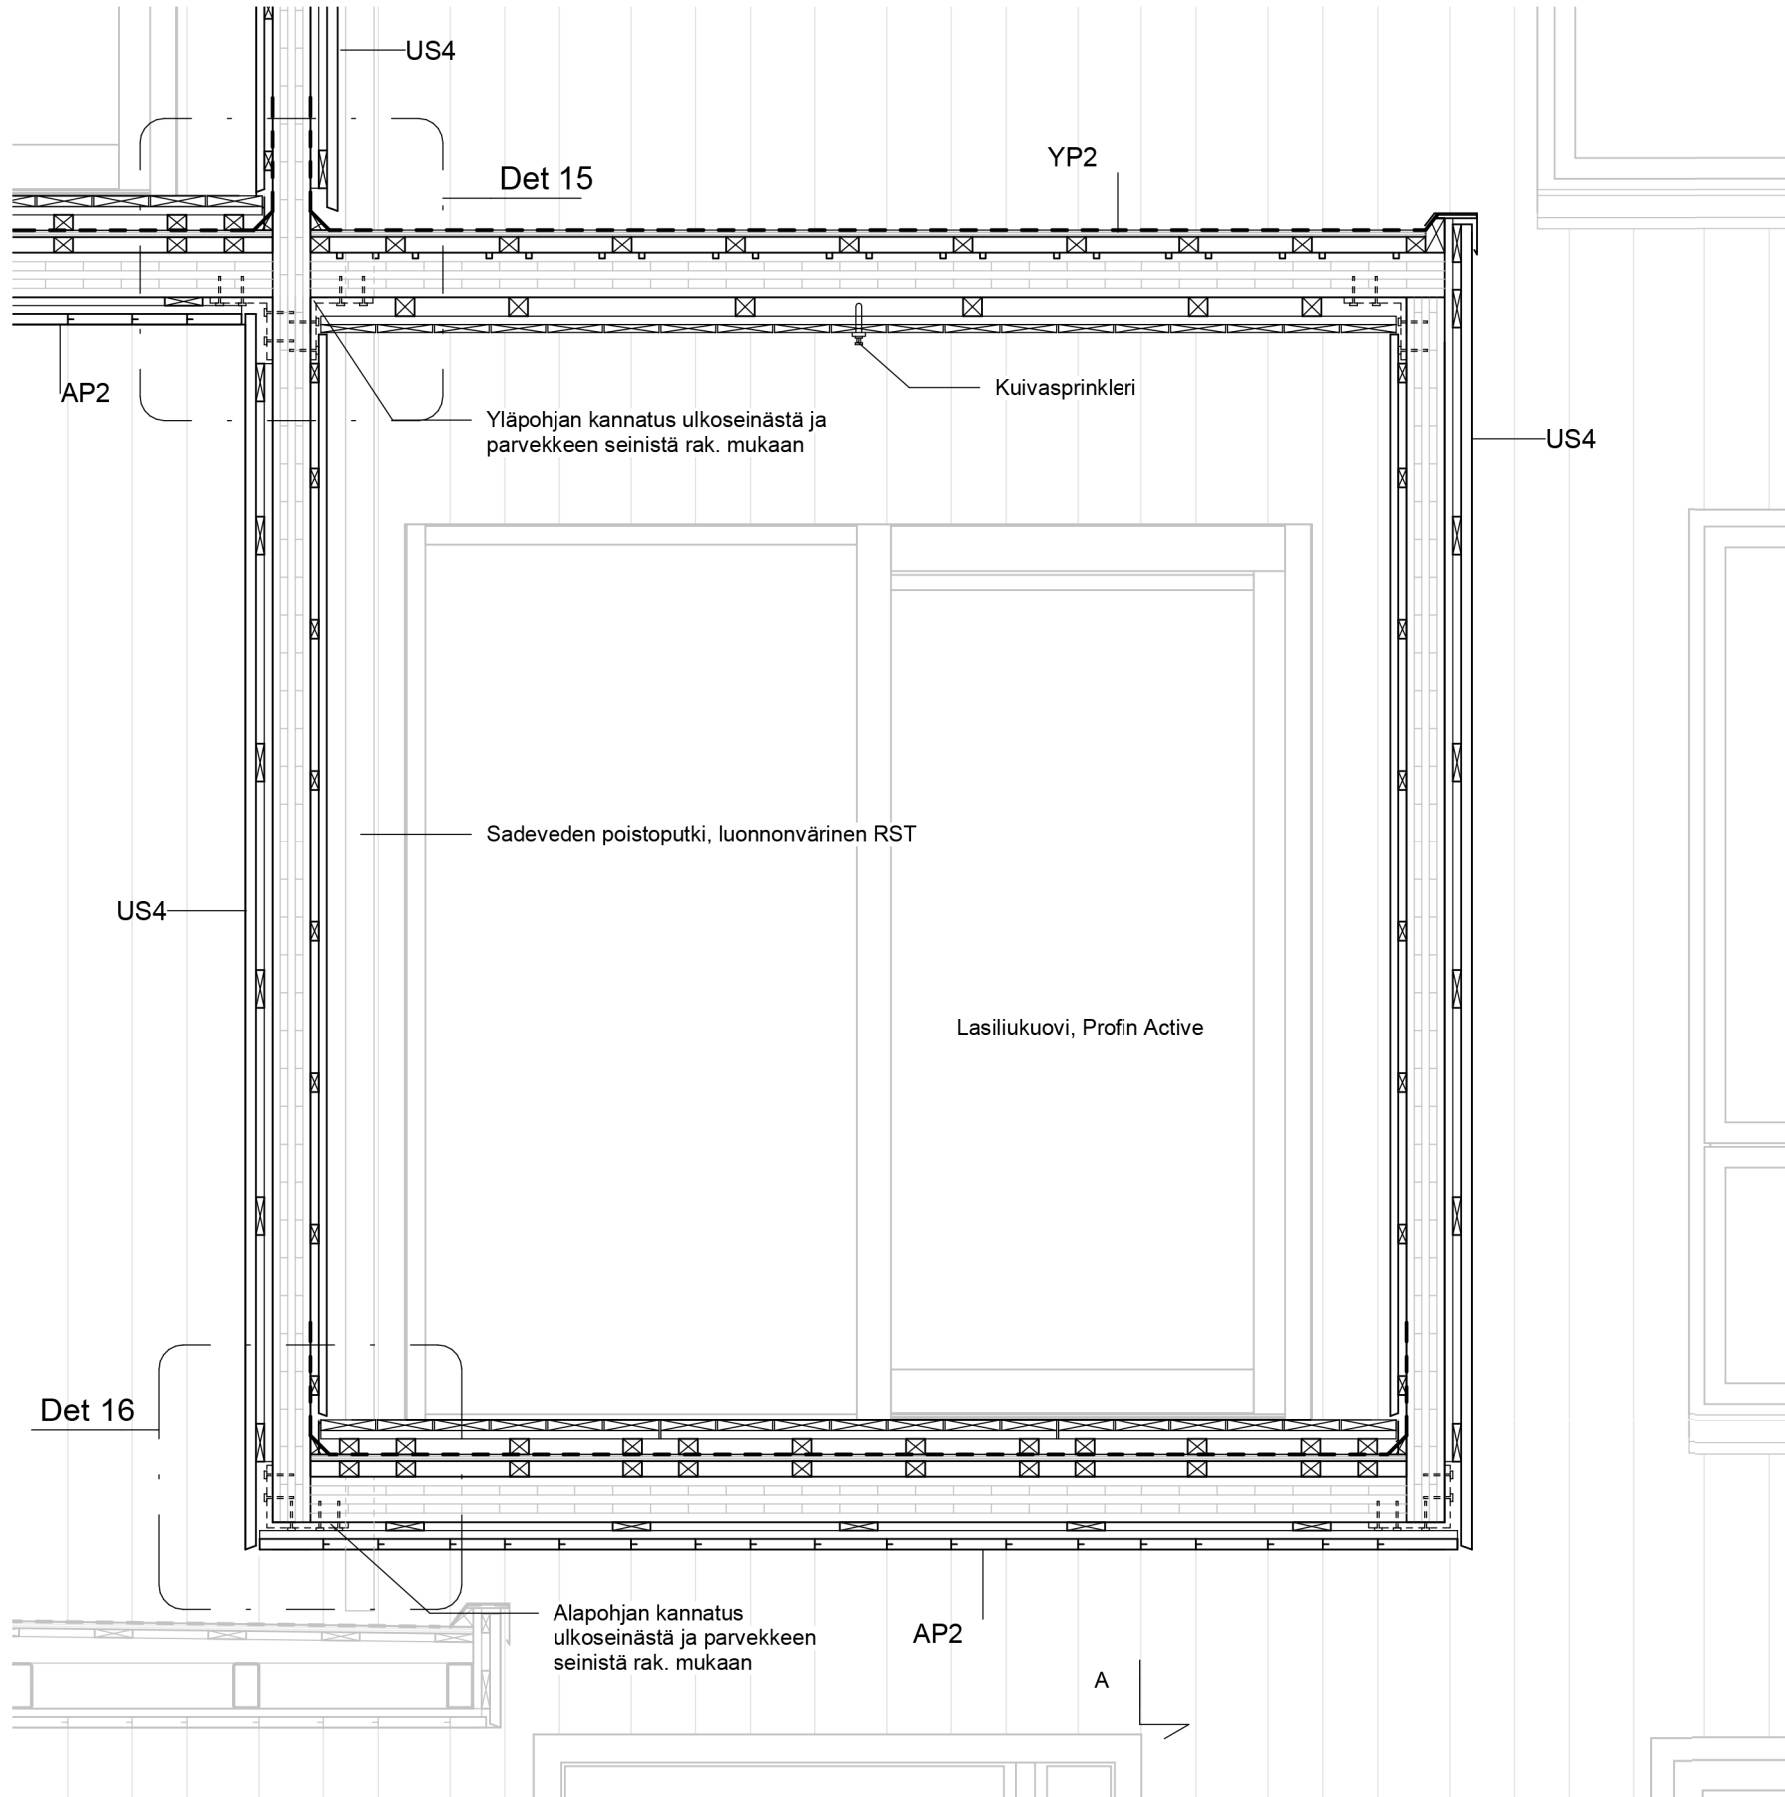 US4
YP2
Det 15
AP2
Kuivasprinkleri
Yläpohjan kannatus ulkoseinästä ja
parvekkeen seinistä rak. mukaan
US4
Sadeveden poistoputki, luonnonvärinen RST
US4
Lasiliukuovi, Profin Active
Det 16
Alapohjan kannatus
ulkoseinästä ja parvekkeen
seinistä rak. mukaan
AP2
A